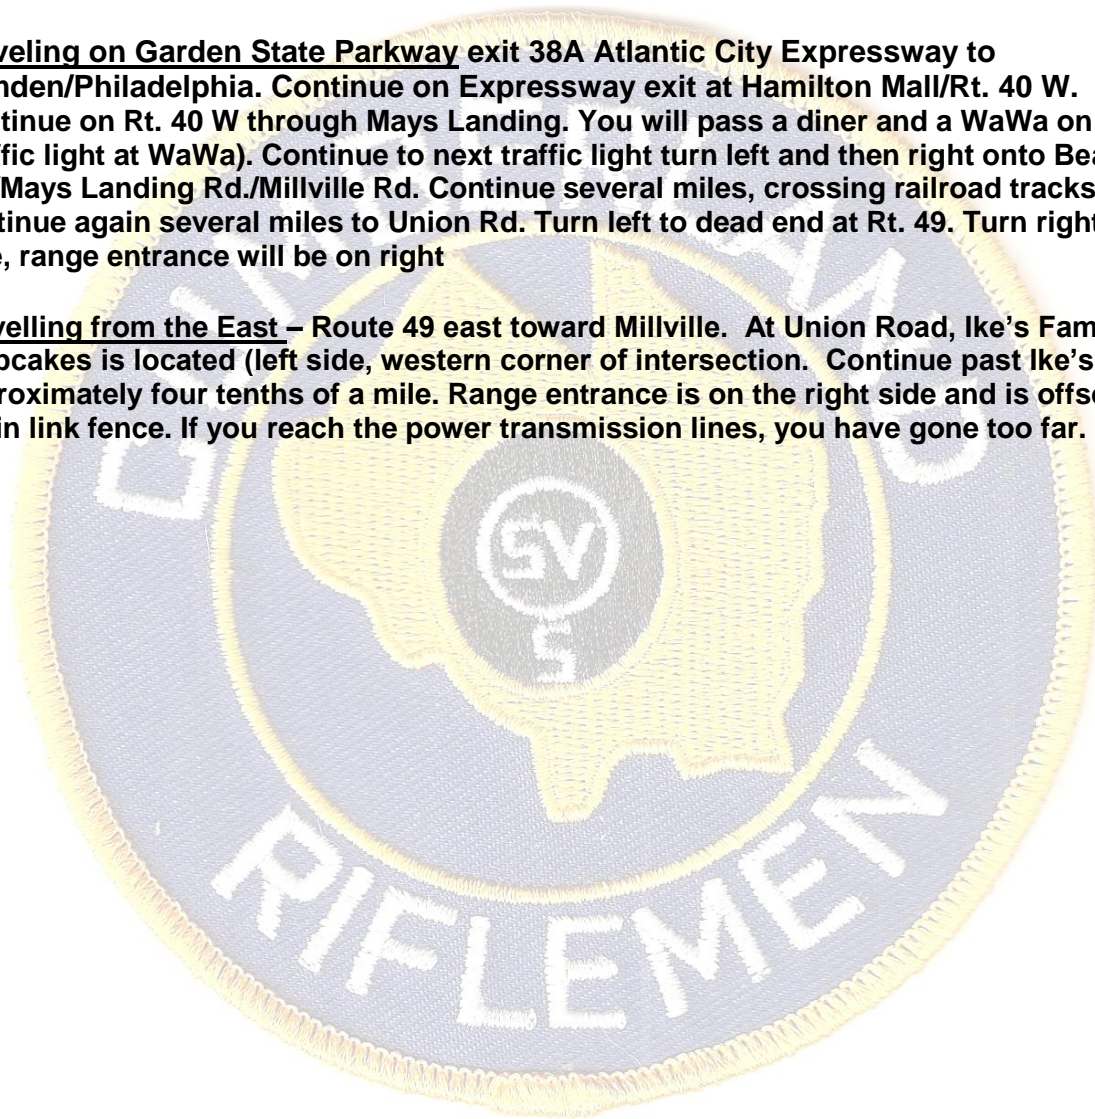 veling on Garden State Parkway exit 38A Atlantic City Expressway to
nden/Philadelphia. Continue on Expressway exit at Hamilton Mall/Rt. 40 W.
tinue on Rt. 40 W through Mays Landing. You will pass a diner and a WaWa on
ffic light at WaWa). Continue to next traffic light turn left and then right onto Bea
/Mays Landing Rd./Millville Rd. Continue several miles, crossing railroad tracks
tinue again several miles to Union Rd. Turn left to dead end at Rt. 49. Turn right
e, range entrance will be on right
velling from the East – Route 49 east toward Millville. At Union Road, Ike's Fam
pcakes is located (left side, western corner of intersection. Continue past Ike's
roximately four tenths of a mile. Range entrance is on the right side and is offse
in link fence. If you reach the power transmission lines, you have gone too far.
CUMBERLAND
SV
S
RIFLEMEN